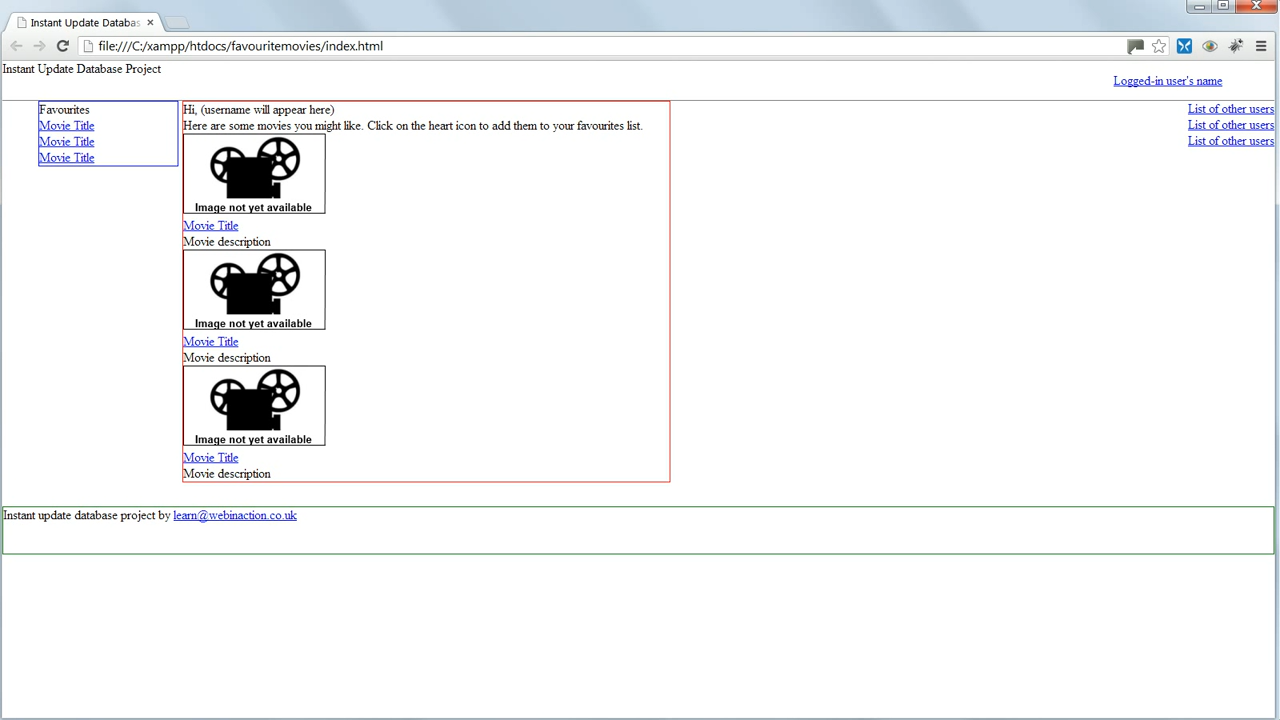 Instant Update Databas
file:///C:/xampp/htdocs/favouritemovies/index.html
Instant Update Database Project
Logged-in user's name
Favourites
Movie Title
Movie Title
Movie Title
Hi, (username will appear here)
Here are some movies you might like. Click on the heart icon to add them to your favourites list.
Image not yet available
Movie Title
Movie description
Image not yet available
Movie Title
Movie description
Image not yet available
Movie Title
Movie description
List of other users
List of other users
List of other users
Instant update database project by learn@webinaction.co.uk